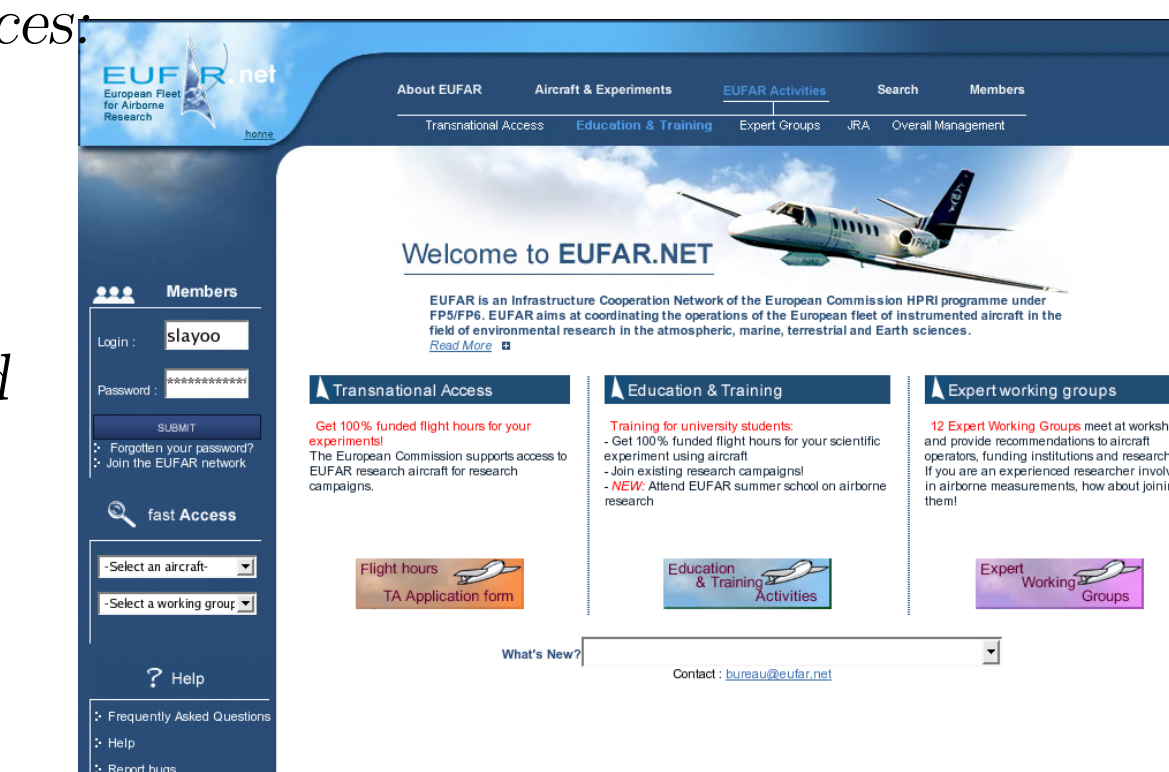 ces:
EUFAR.net
European Fleet
for Airborne
Research
home
About EUFAR Aircraft & Experiments EUFAR Activities Search Members
Transnational Access Education & Training Expert Groups JRA Overall Management
PH-LAB
Welcome to EUFAR.NET
EUFAR is an Infrastructure Cooperation Network of the European Commission HPRI programme under
FP5/FP6. EUFAR aims at coordinating the operations of the European fleet of instrumented aircraft in the
field of environmental research in the atmospheric, marine, terrestrial and Earth sciences.
Read More
Members
Login : slayoo
d
Password : ************
SUBMIT
Forgotten your password?
Join the EUFAR network
fast Access
-Select an aircraft-
-Select a working group
? Help
Frequently Asked Questions
Help
Report bugs
Transnational Access
Get 100% funded flight hours for your
experiments!
The European Commission supports access to
EUFAR research aircraft for research
campaigns.
Flight hours
TA Application form
Education & Training
Training for university students:
- Get 100% funded flight hours for your scientific
experiment using aircraft
- Join existing research campaigns!
- NEW: Attend EUFAR summer school on airborne
research
Education
& Training
Activities
Expert working groups
12 Expert Working Groups meet at worksh
and provide recommendations to aircraft
operators, funding institutions and research
If you are an experienced researcher involv
in airborne measurements, how about joinin
them!
Expert
Working
Groups
What's New?
Contact : bureau@eufar.net